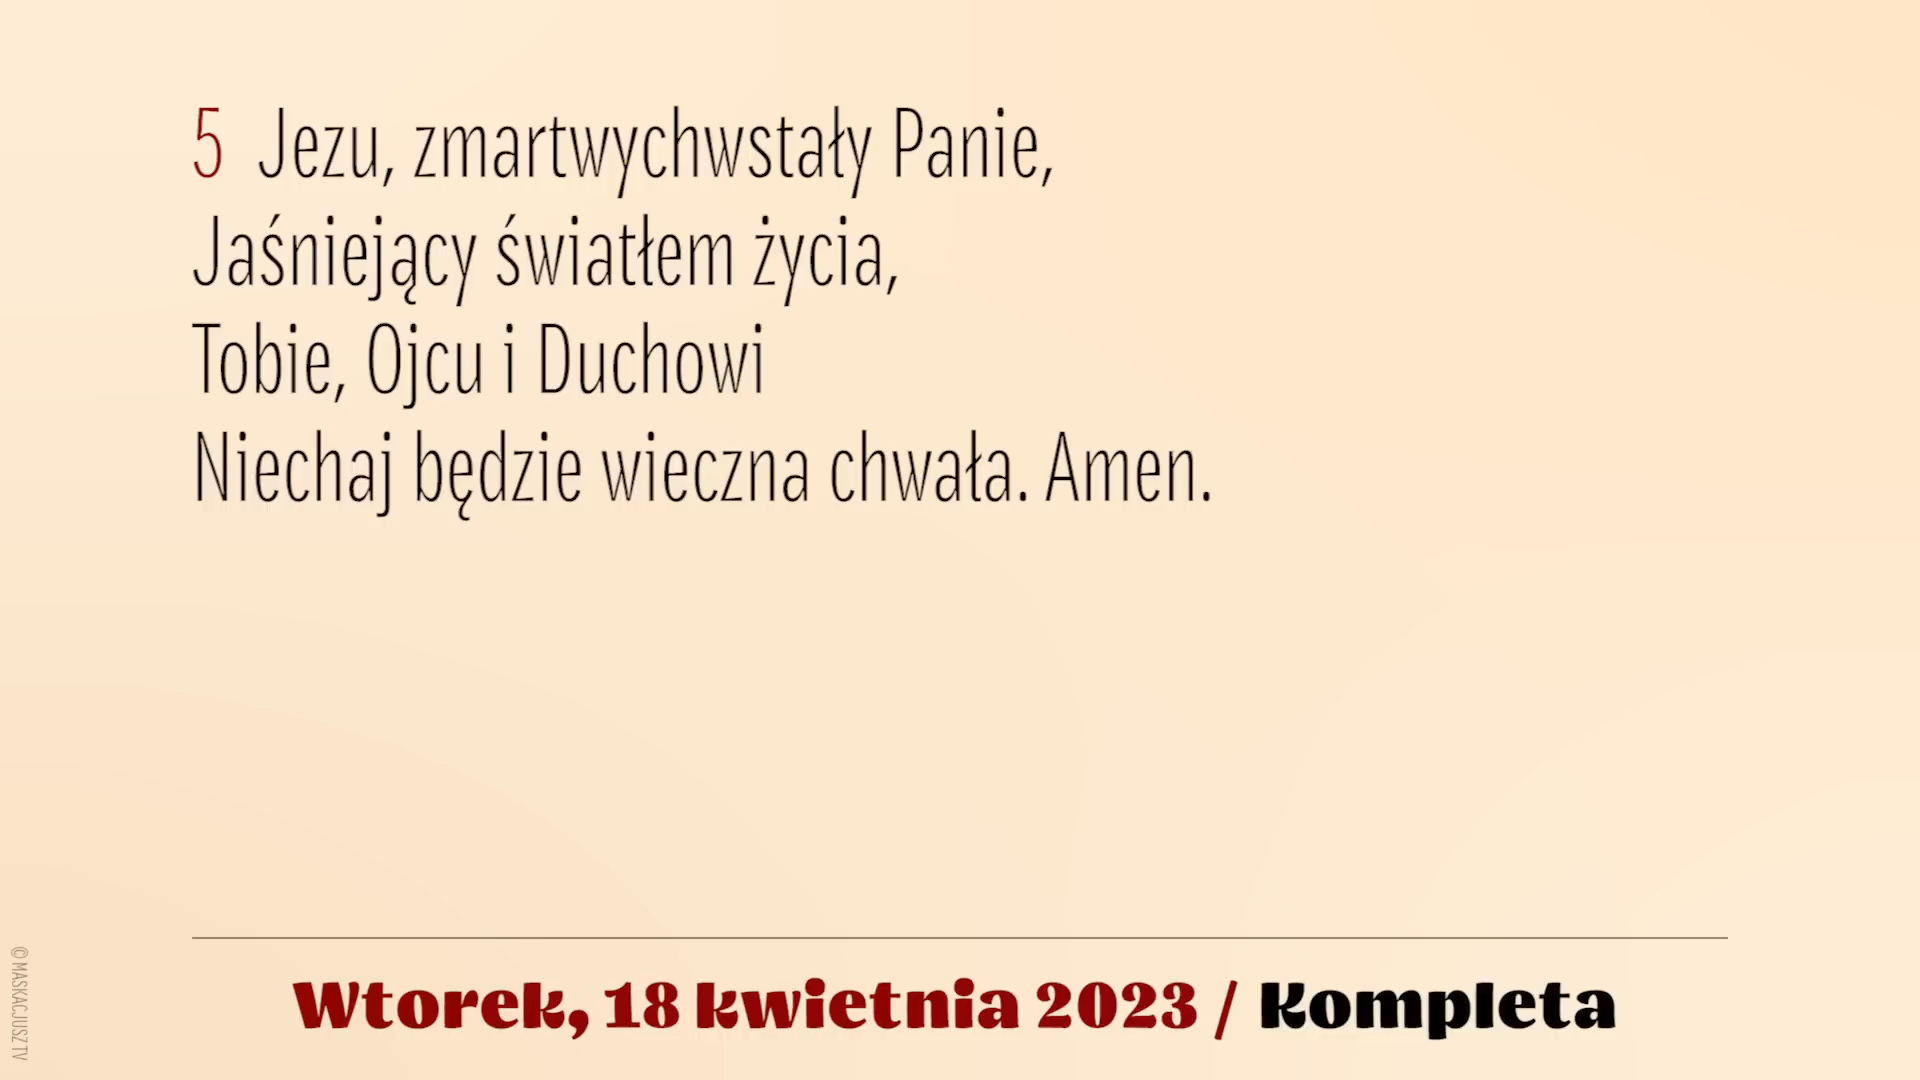 5 Jezu, zmartwychwstały Panie,
Jaśniejący światłem życia,
Tobie, Ojcu i Duchowi
Niechaj będzie wieczna chwała. Amen.
Wtorek, 18 kwietnia 2023 / Kompleta
© MASKACJUSZ TV